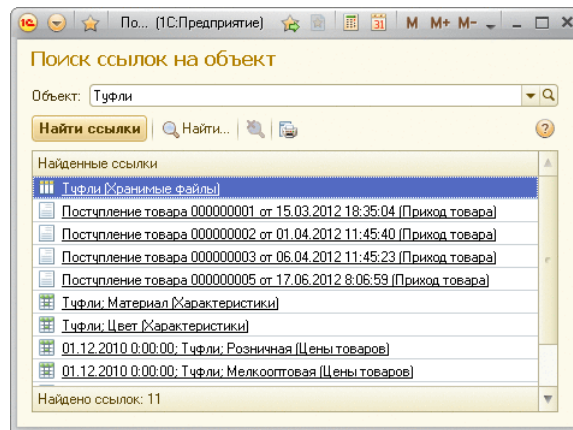 По... (1С:Предприятие) 31 M M+ M-
Поиск ссылок на объект
Объект: Туфли
Найти ссылки Найти... ?
Найденные ссылки
Туфли (Хранимые файлы)
Поступление товара 000000001 от 15.03.2012 18:35:04 (Приход товара)
Поступление товара 000000002 от 01.04.2012 11:45:40 (Приход товара)
Поступление товара 000000003 от 06.04.2012 11:45:23 (Приход товара)
Поступление товара 000000005 от 17.06.2012 8:06:59 (Приход товара)
Туфли; Материал (Характеристики)
Туфли; Цвет (Характеристики)
01.12.2010 0:00:00; Туфли; Розничная (Цены товаров)
01.12.2010 0:00:00; Туфли; Мелкооптовая (Цены товаров)
Найдено ссылок: 11